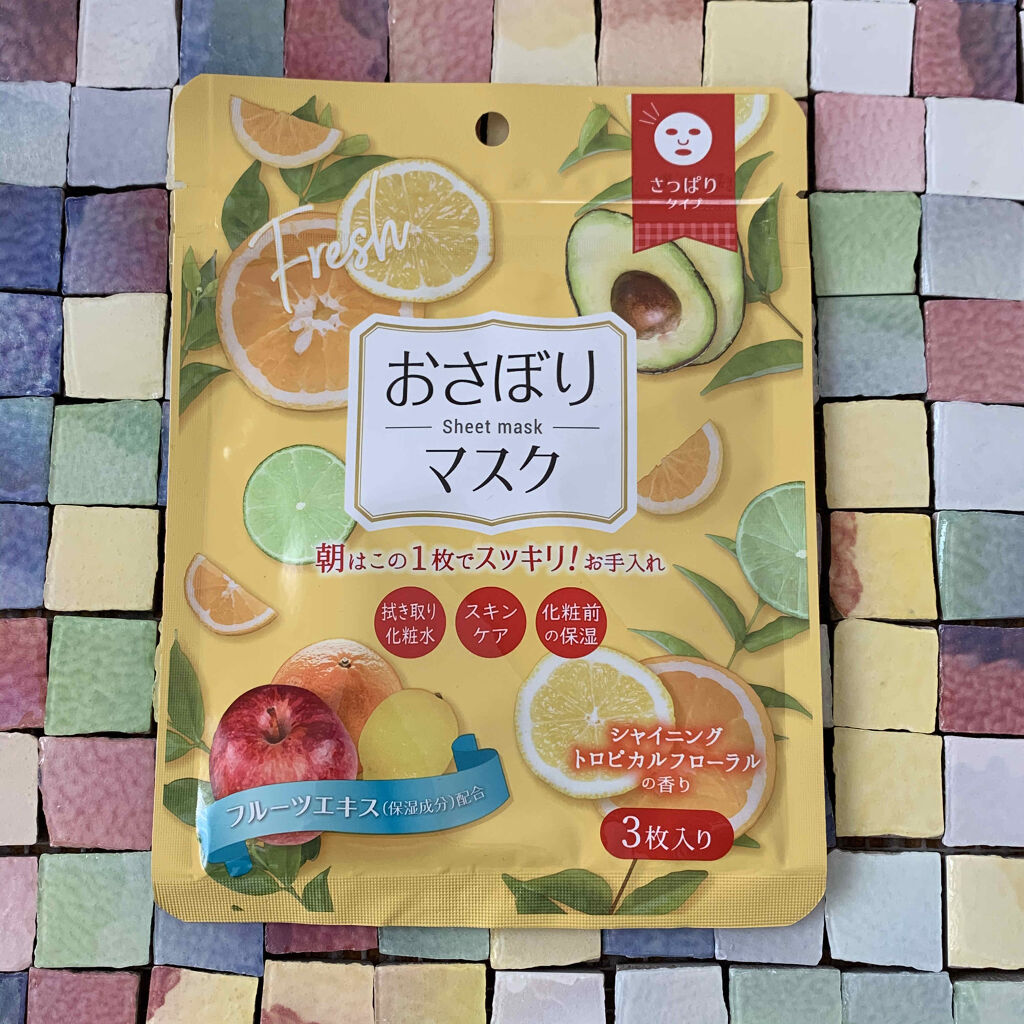 さっぱり
タイプ
Fresh
おさぼり
Sheet mask
マスク
朝はこの1枚でスッキリ!お手入れ
拭き取り
化粧水
スキン
ケア
化粧前
の保湿
シャイニング
トロピカルフローラル
の香り
フルーツエキス(保湿成分)配合
3枚入り